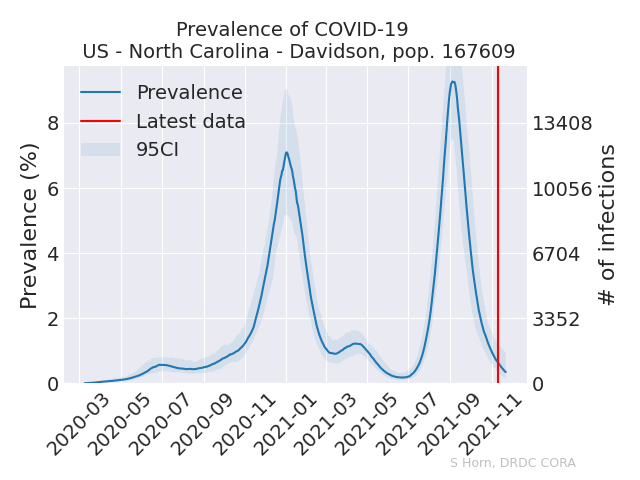 Prevalence of COVID-19
US - North Carolina - Davidson, pop. 167609
Prevalence
Latest data
95CI
Prevalence (%)
8
6
4
2
0
13408
10056
6704
3352
0
# of infections
2020-03
2020-05
2020-07
2020-09
2020-11
2021-01
2021-03
2021-05
2021-07
2021-09
2021-11
S Horn, DRDC CORA